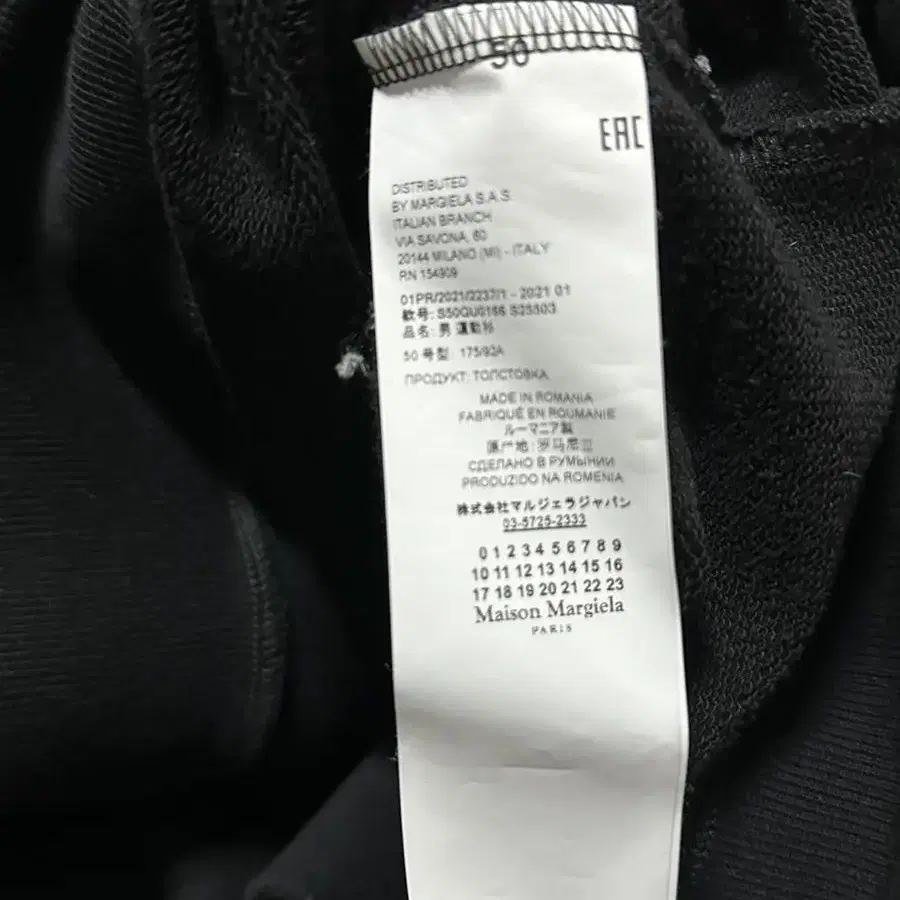 50
EAC
DISTRIBUTED
BY MARGIELA S.A.S.
ITALIAN BRANCH
VIA SAVONA, 60
20144 MILANO (MI) - ITALY
RN 154909
01PR/2021/2237/1 - 2021 01
款号: S50GU0166 S25503
品名: 男 運動衫
50 号型: 175/92A
ПРОДУКТ: ТОЛСТОВКА
MADE IN ROMANIA
FABRIQUÉ EN ROUMANIE
ルーマニア製
原产地: 罗马尼亚
СДЕЛАНО В РУМЫНИИ
PRODUZIDO NA ROMENIA
株式会社マルジェラジャパン
03-5725-2333
0 1 2 3 4 5 6 7 8 9
10 11 12 13 14 15 16
17 18 19 20 21 22 23
Maison Margiela
PARIS